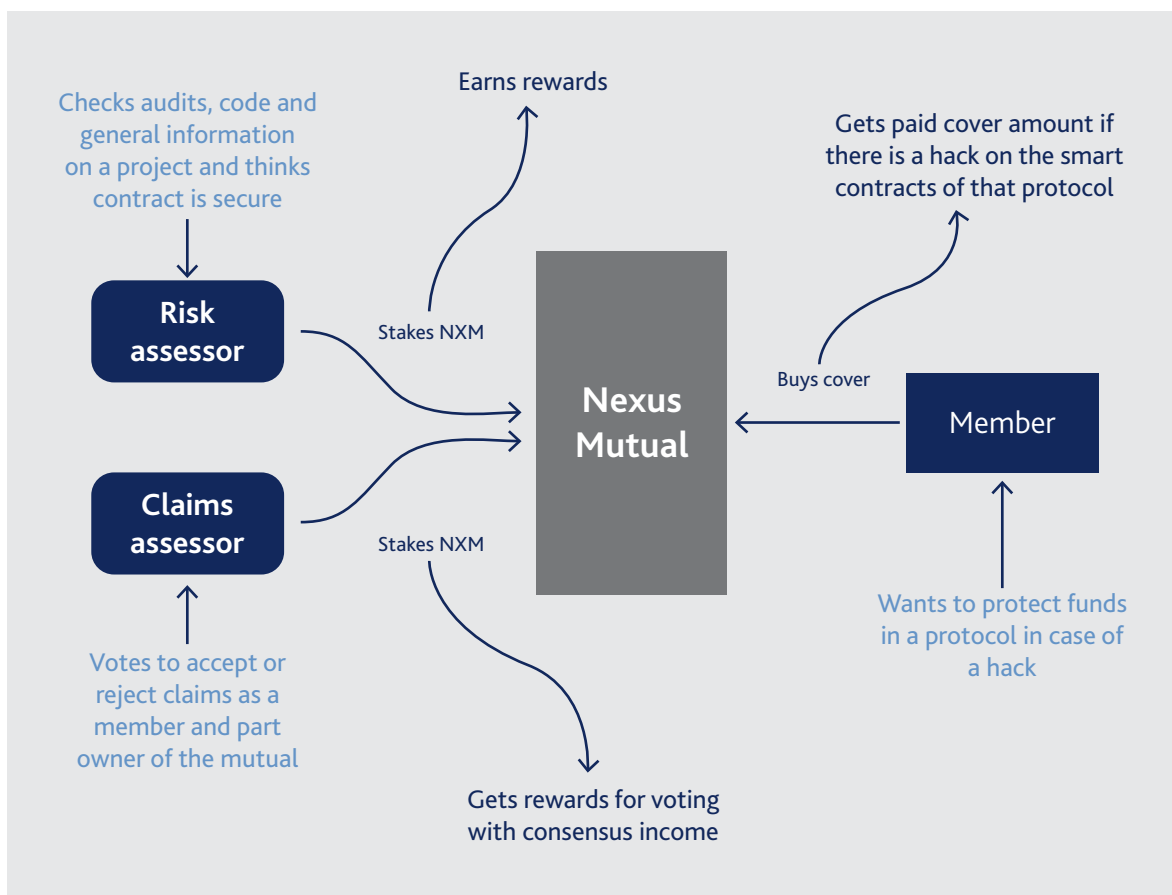 Earns rewards
Checks audits, code and
general information
on a project and thinks
contract is secure
Gets paid cover amount if
there is a hack on the smart
contracts of that protocol
Risk
assessor
Stakes NXM
Buys cover
Nexus
Mutual
Member
Claims
assessor
Stakes NXM
Wants to protect funds
in a protocol in case of
a hack
Votes to accept or
reject claims as a
member and part
owner of the mutual
Gets rewards for voting
with consensus income